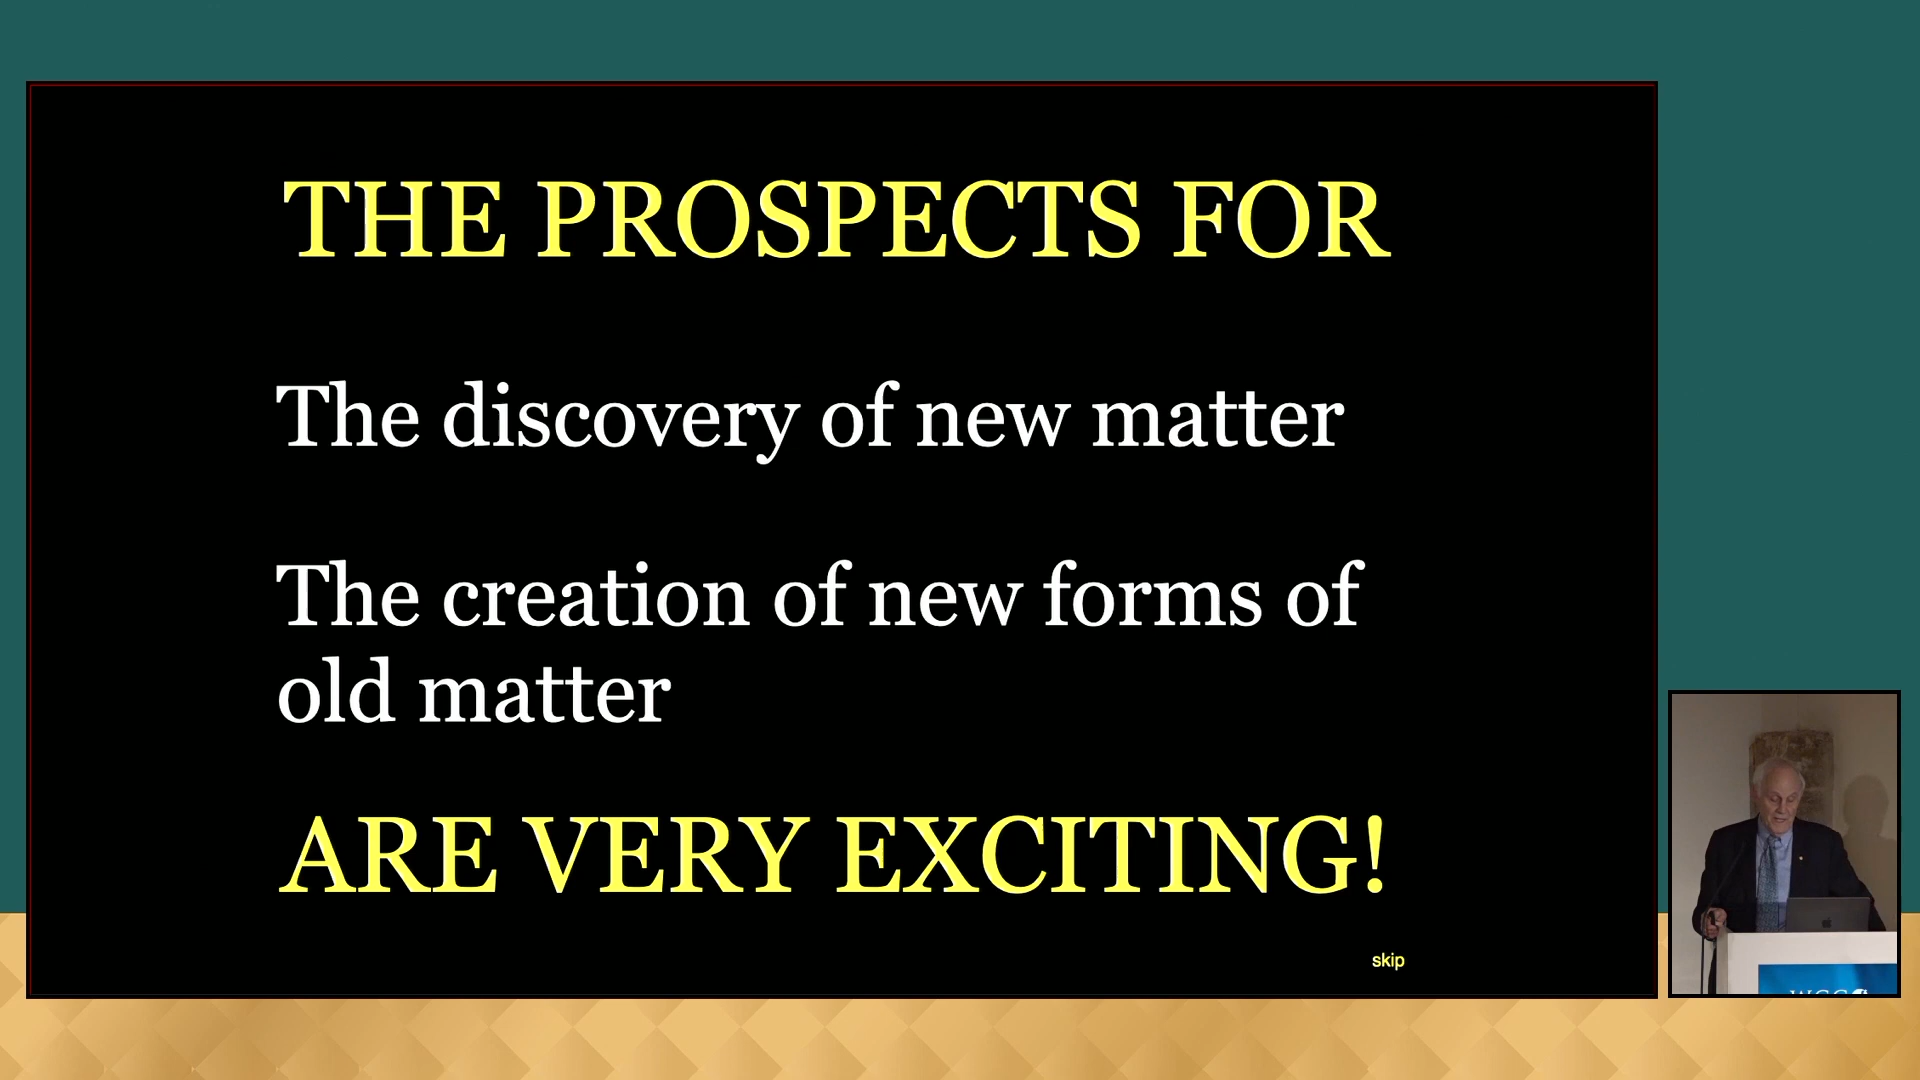 THE PROSPECTS FOR
The discovery of new matter
The creation of new forms of
old matter
ARE VERY EXCITING!
skip